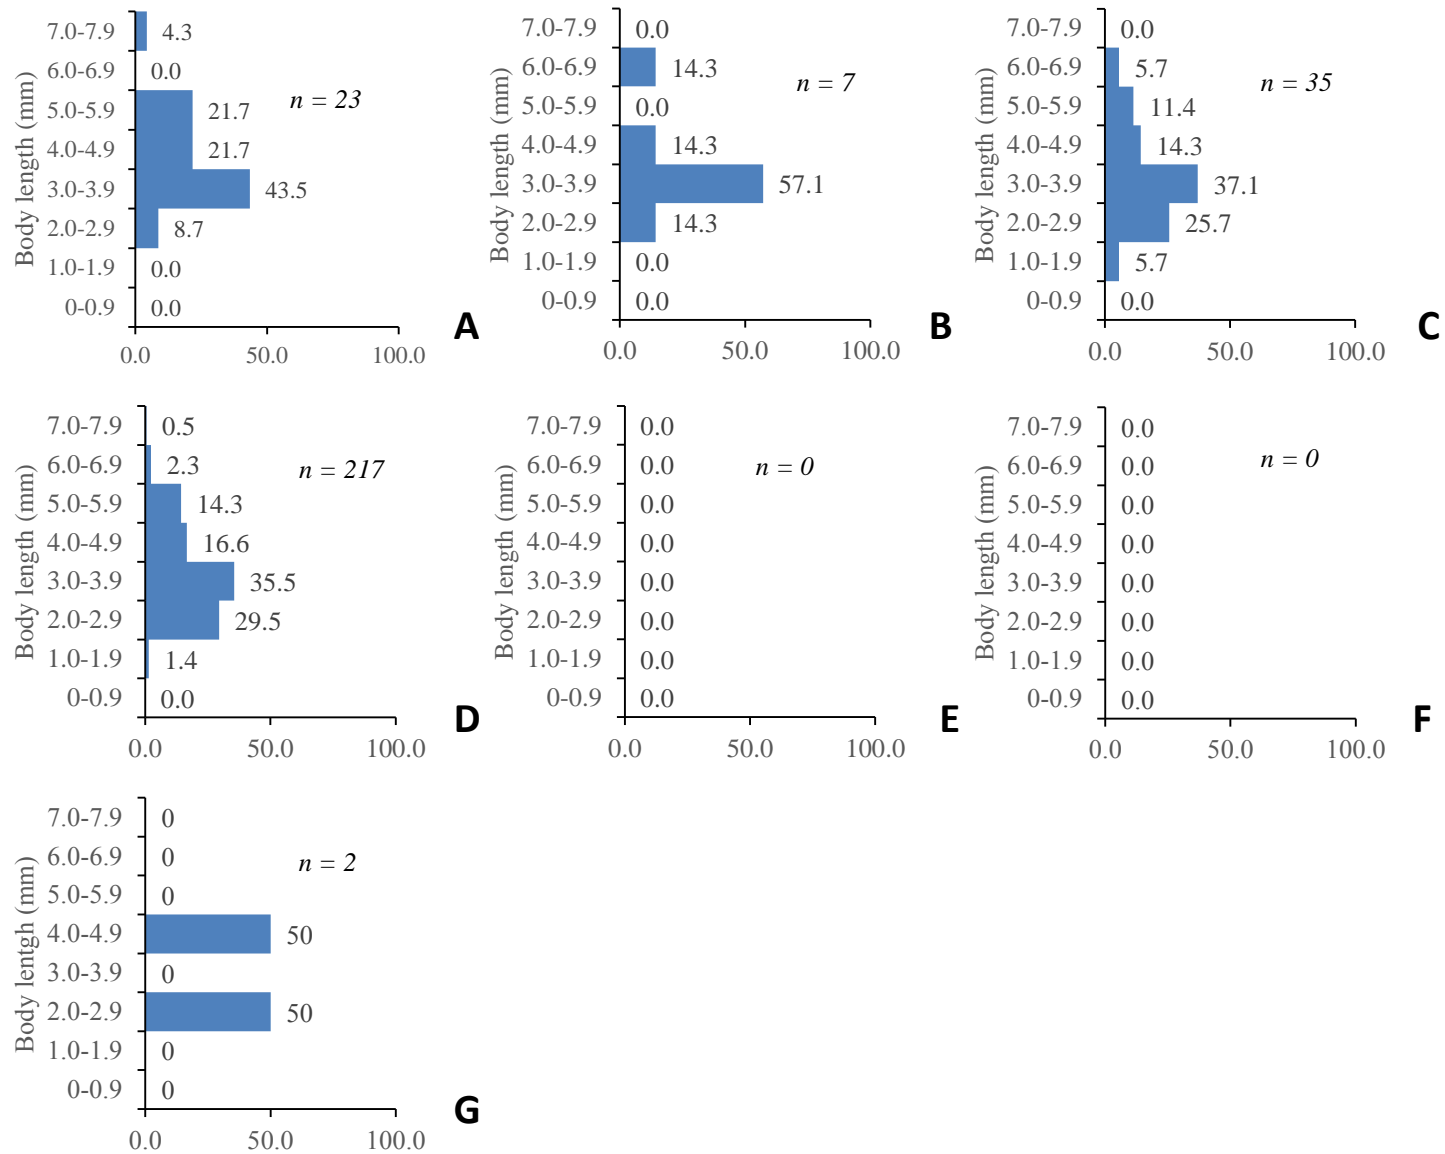 Body length (mm)
7.0-7.9 4.3
6.0-6.9 0.0
5.0-5.9 21.7
4.0-4.9 21.7
3.0-3.9 43.5
2.0-2.9 8.7
1.0-1.9 0.0
0-0.9 0.0
n = 23
0.0 50.0 100.0
A
Body length (mm)
7.0-7.9 0.0
6.0-6.9 14.3
5.0-5.9 0.0
4.0-4.9 14.3
3.0-3.9 57.1
2.0-2.9 14.3
1.0-1.9 0.0
0-0.9 0.0
n = 7
0.0 50.0 100.0
B
Body length (mm)
7.0-7.9 0.0
6.0-6.9 5.7
5.0-5.9 11.4
4.0-4.9 14.3
3.0-3.9 37.1
2.0-2.9 25.7
1.0-1.9 5.7
0-0.9 0.0
n = 35
0.0 50.0 100.0
C
Body length (mm)
7.0-7.9 0.5
6.0-6.9 2.3
5.0-5.9 14.3
4.0-4.9 16.6
3.0-3.9 35.5
2.0-2.9 29.5
1.0-1.9 1.4
0-0.9 0.0
n = 217
0.0 50.0 100.0
D
Body length (mm)
7.0-7.9 0.0
6.0-6.9 0.0
5.0-5.9 0.0
4.0-4.9 0.0
3.0-3.9 0.0
2.0-2.9 0.0
1.0-1.9 0.0
0-0.9 0.0
n = 0
0.0 50.0 100.0
E
Body length (mm)
7.0-7.9 0.0
6.0-6.9 0.0
5.0-5.9 0.0
4.0-4.9 0.0
3.0-3.9 0.0
2.0-2.9 0.0
1.0-1.9 0.0
0-0.9 0.0
n = 0
0.0 50.0 100.0
F
Body lentgh (mm)
7.0-7.9 0
6.0-6.9 0
5.0-5.9 0
4.0-4.9 50
3.0-3.9 0
2.0-2.9 50
1.0-1.9 0
0-0.9 0
n = 2
0.0 50.0 100.0
G